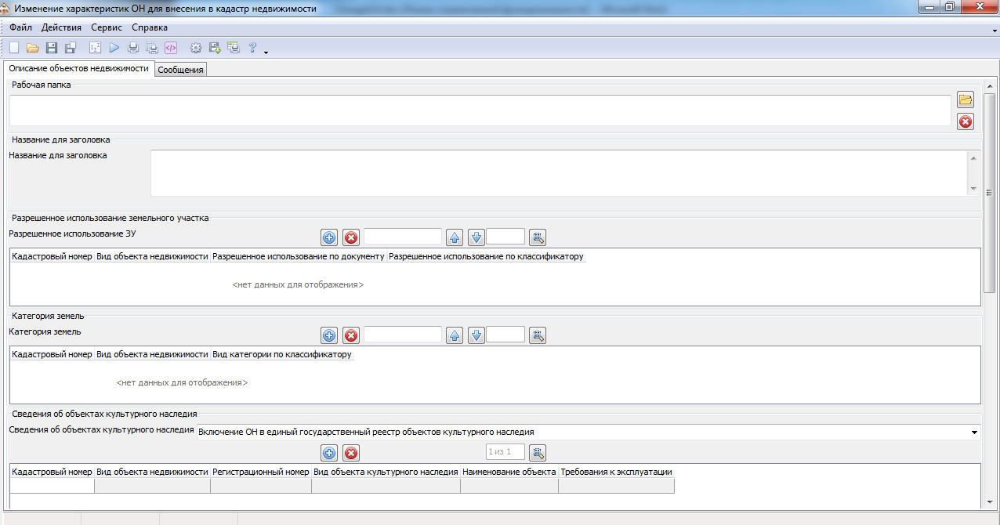 Изменение характеристик ОН для внесения в кадастр недвижимости
Файл Действия Сервис Справка
Описание объектов недвижимости Сообщения
Рабочая папка
Название для заголовка
Название для заголовка
Разрешенное использование земельного участка
Разрешенное использование ЗУ
Кадастровый номер Вид объекта недвижимости Разрешенное использование по документу Разрешенное использование по классификатору
<нет данных для отображения>
Категория земель
Категория земель
Кадастровый номер Вид объекта недвижимости Вид категории по классификатору
<нет данных для отображения>
Сведения об объектах культурного наследия
Сведения об объектах культурного наследия Включение ОН в единый государственный реестр объектов культурного наследия
1 из 1
Кадастровый номер Вид объекта недвижимости Регистрационный номер Вид объекта культурного наследия Наименование объекта Требования к эксплуатации